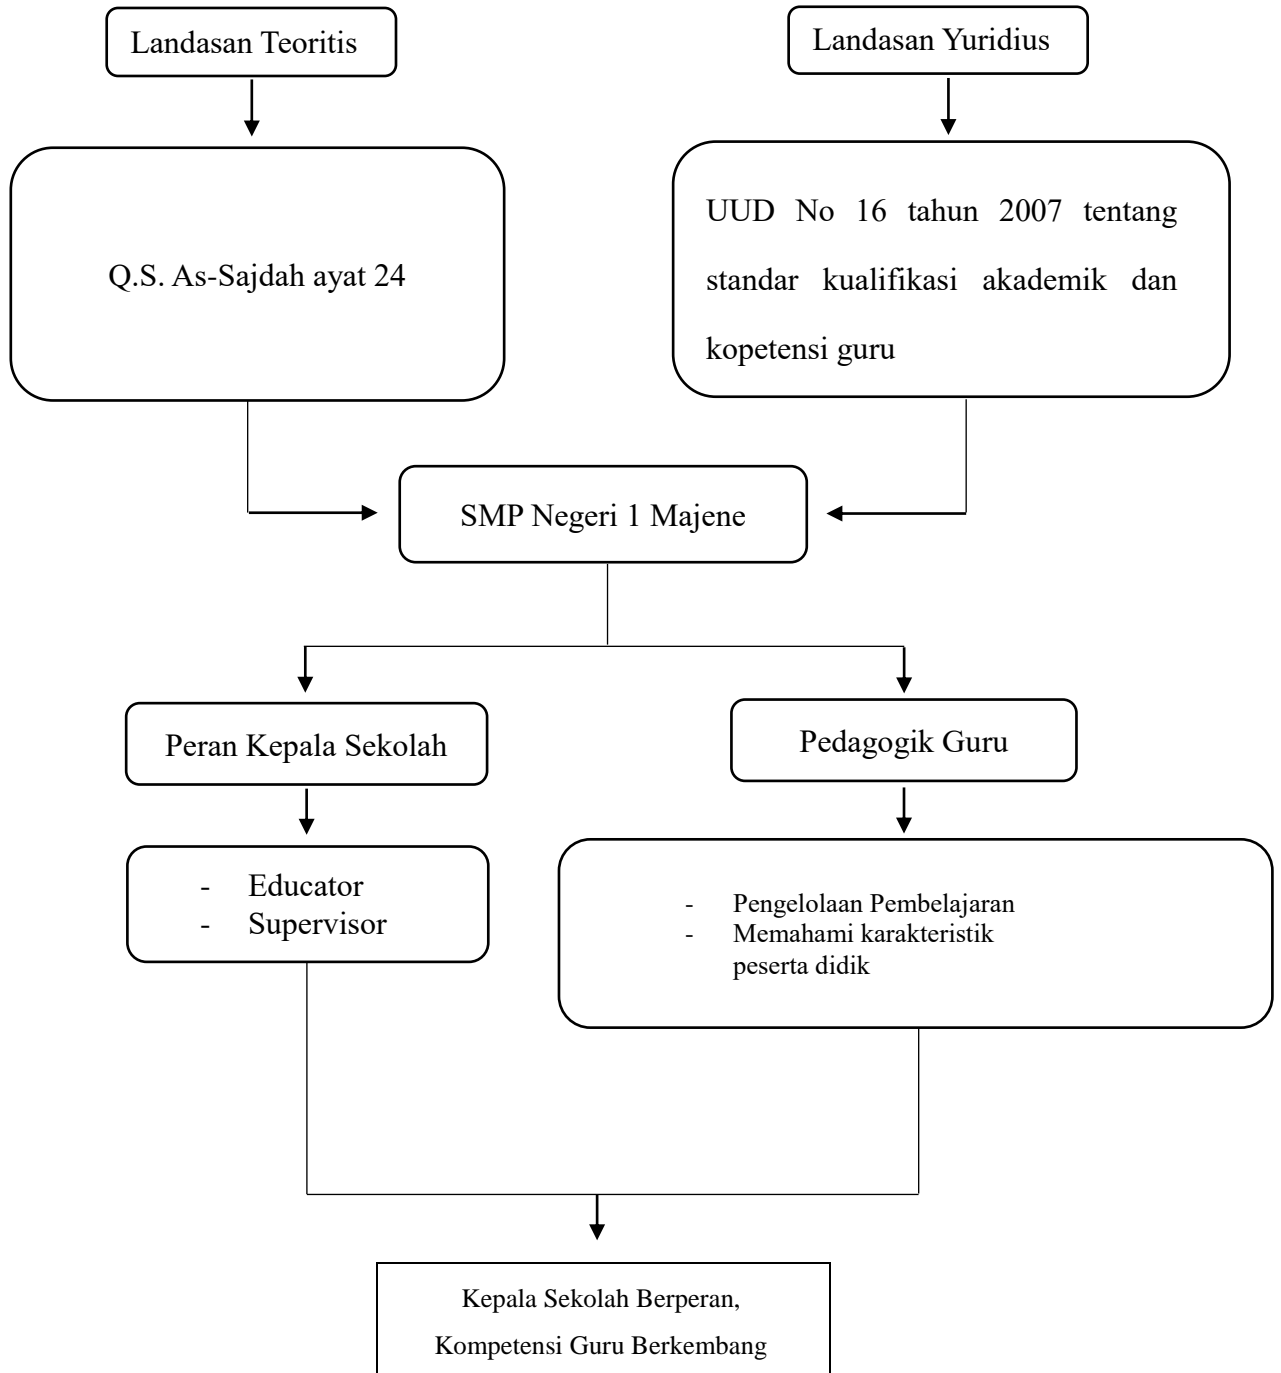 Landasan Teoritis
Landasan Yuridius
Q.S. As-Sajdah ayat 24
UUD No 16 tahun 2007 tentang
standar kualifikasi akademik dan
kopetensi guru
SMP Negeri 1 Majene
Peran Kepala Sekolah
Pedagogik Guru
- Educator
- Supervisor
- Pengelolaan Pembelajaran
- Memahami karakteristik
peserta didik
Kepala Sekolah Berperan,
Kompetensi Guru Berkembang